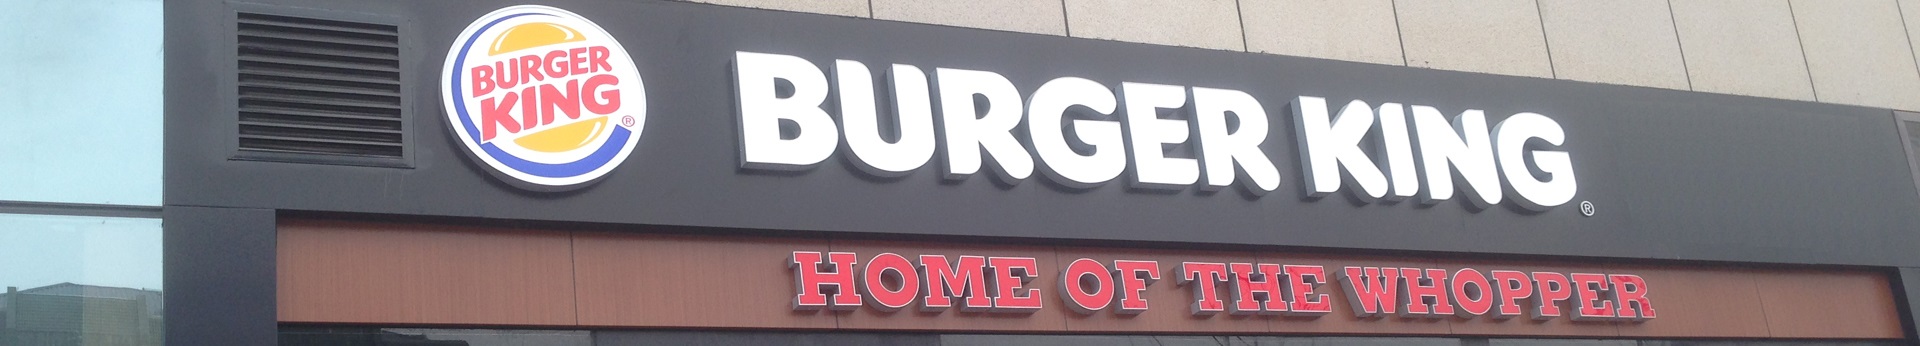 BURGER
KING®
BURGER KING®
HOME OF THE WHOPPER